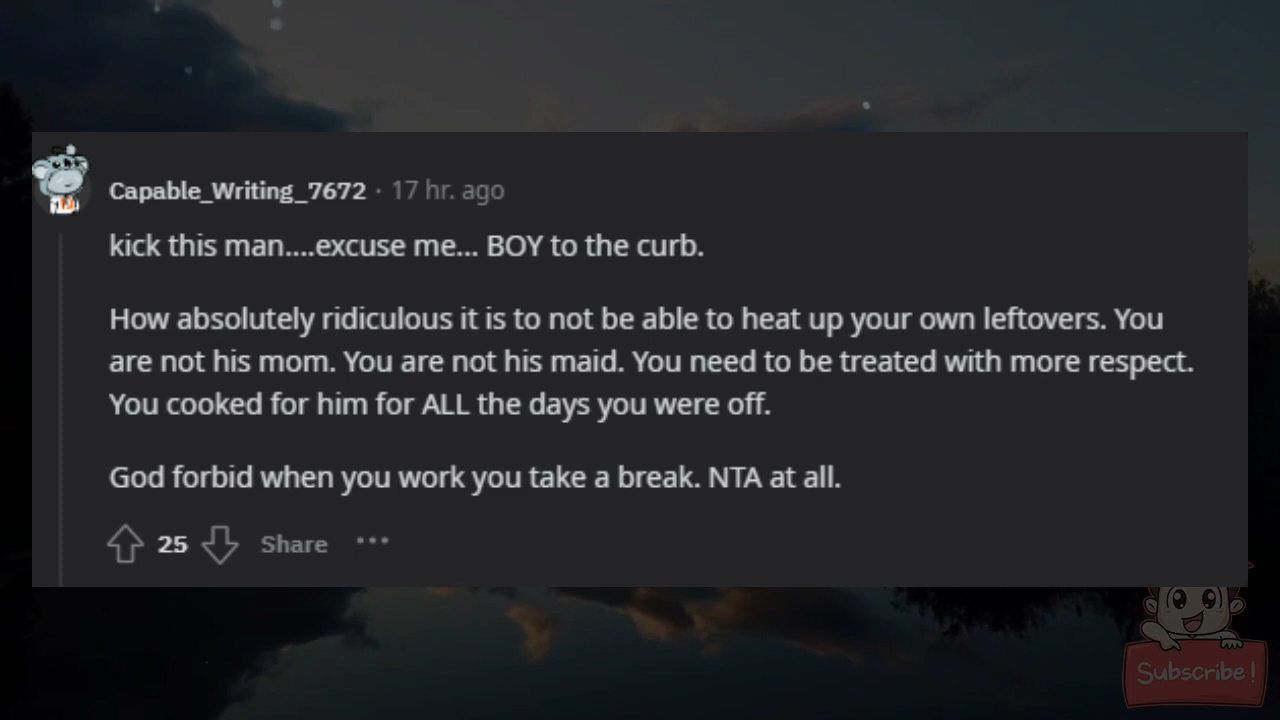 Capable_Writing_7672 · 17 hr. ago
kick this man....excuse me... BOY to the curb.
How absolutely ridiculous it is to not be able to heat up your own leftovers. You
are not his mom. You are not his maid. You need to be treated with more respect.
You cooked for him for ALL the days you were off.
God forbid when you work you take a break. NTA at all.
25 Share ...
Subscribe!